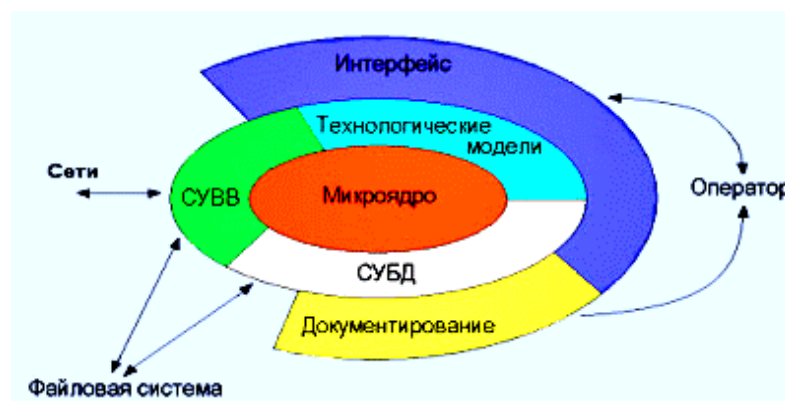 Интерфейс
Технологические
модели
Сети
СУВВ
Микроядро
Оператор
СУБД
Документирование
Файловая система